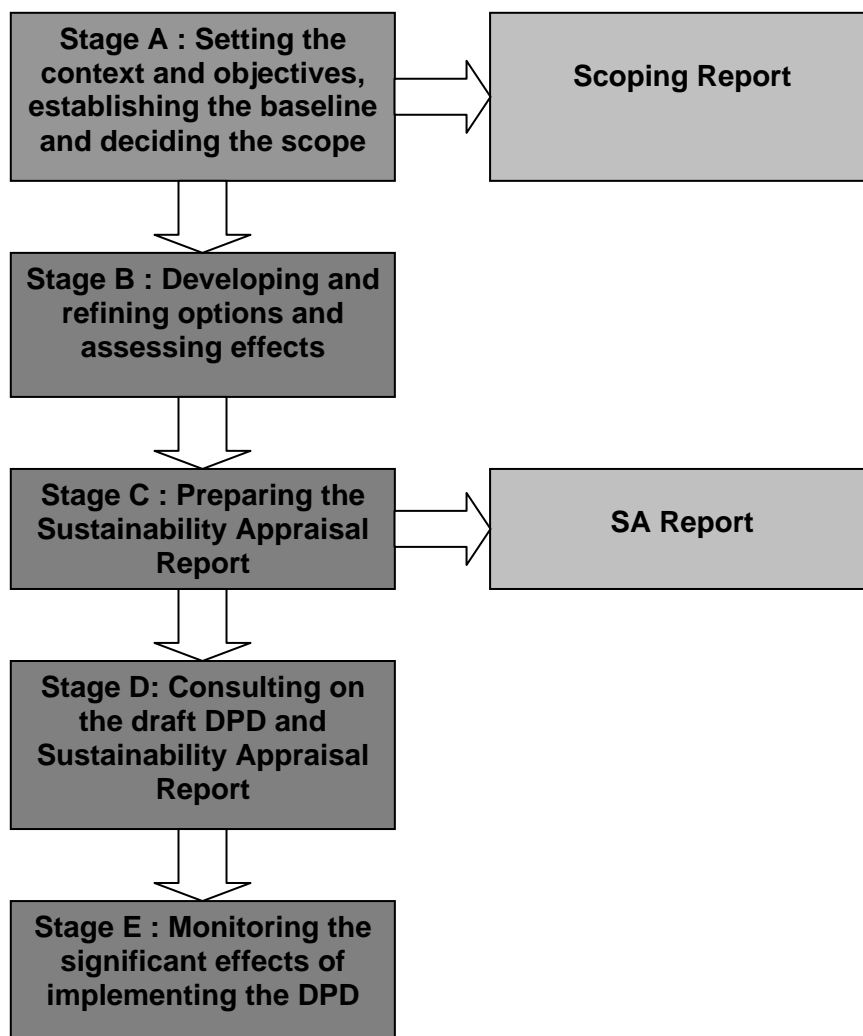 Stage A : Setting the
context and objectives,
establishing the baseline
and deciding the scope
Scoping Report
Stage B : Developing and
refining options and
assessing effects
Stage C : Preparing the
Sustainability Appraisal
Report
SA Report
Stage D: Consulting on
the draft DPD and
Sustainability Appraisal
Report
Stage E : Monitoring the
significant effects of
implementing the DPD